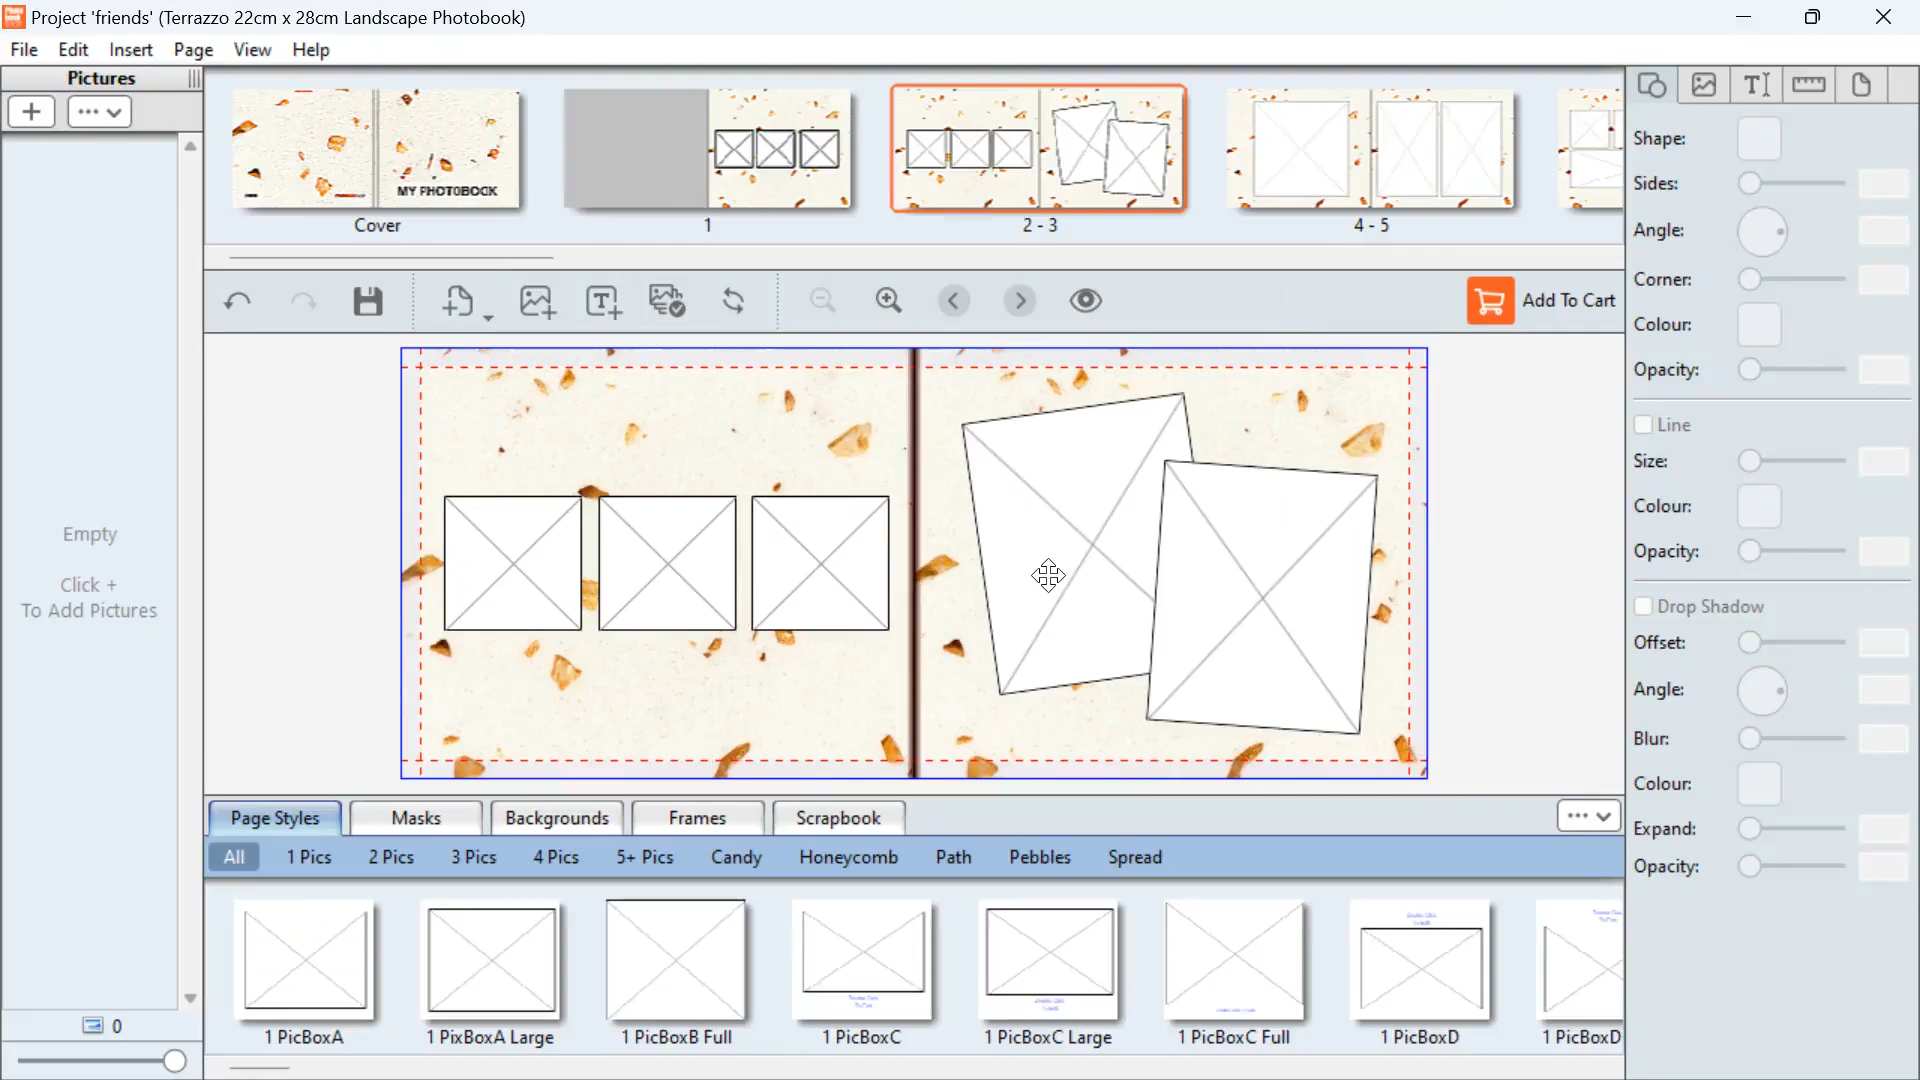 Project 'friends' (Terrazzo 22cm x 28cm Landscape Photobook)
File Edit Insert Page View Help
Pictures
MY PHOTOBOOK
Cover 1 2 - 3 4 - 5
Add To Cart
Empty
Click +
To Add Pictures
0
Page Styles Masks Backgrounds Frames Scrapbook
All 1 Pics 2 Pics 3 Pics 4 Pics 5+ Pics Candy Honeycomb Path Pebbles Spread
1 PicBoxA 1 PixBoxA Large 1 PicBoxB Full 1 PicBoxC 1 PicBoxC Large 1 PicBoxC Full 1 PicBoxD 1 PicBoxD
Shape:
Sides:
Angle:
Corner:
Colour:
Opacity:
Line
Size:
Colour:
Opacity:
Drop Shadow
Offset:
Angle:
Blur:
Colour:
Expand:
Opacity: